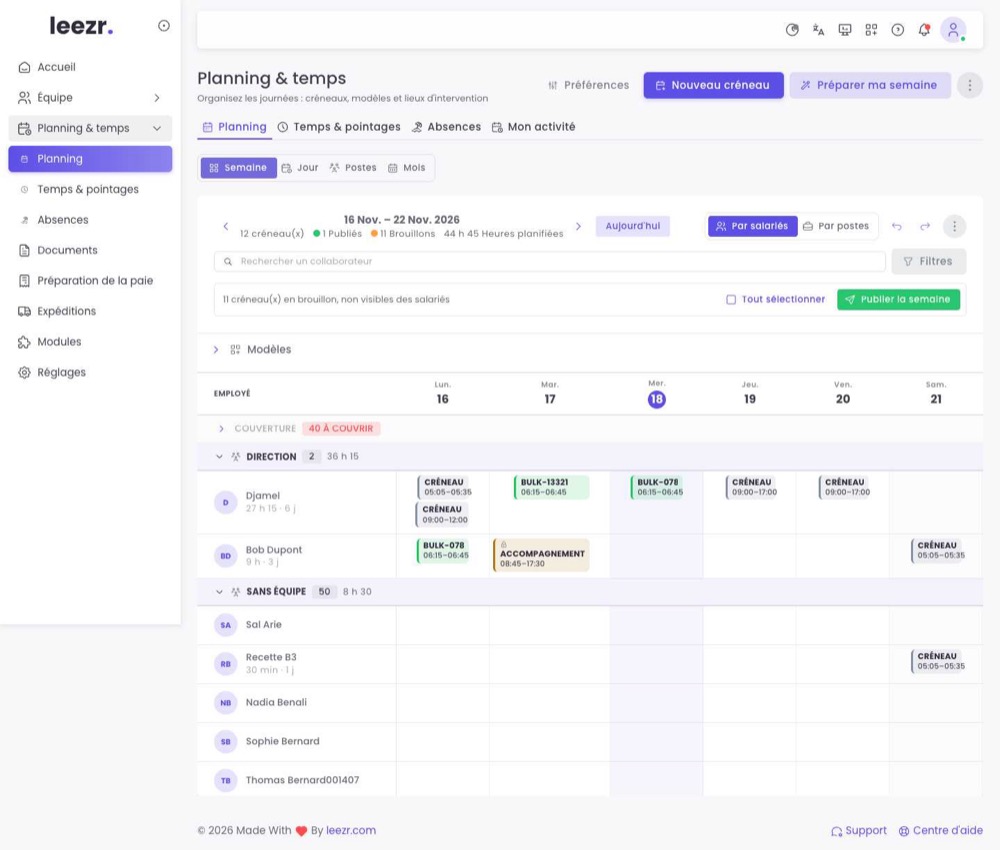 leezr.
Accueil
Équipe
Planning & temps
Planning
Temps & pointages
Absences
Documents
Préparation de la paie
Expéditions
Modules
Réglages
Planning & temps
Organisez les journées : créneaux, modèles et lieux d'intervention
Préférences
Nouveau créneau
Préparer ma semaine
Planning
Temps & pointages
Absences
Mon activité
Semaine
Jour
Postes
Mois
16 Nov. – 22 Nov. 2026
12 créneau(x) 1 Publiés 11 Brouillons 44 h 45 Heures planifiées
Aujourd'hui
Par salariés
Par postes
Rechercher un collaborateur
Filtres
11 créneau(x) en brouillon, non visibles des salariés
Tout sélectionner
Publier la semaine
Modèles
EMPLOYÉ
Lun.
16
Mar.
17
Mer.
18
Jeu.
19
Ven.
20
Sam.
21
COUVERTURE 40 À COUVRIR
DIRECTION 2 36 h 15
D
Djamel
27 h 15 · 6 j
CRÉNEAU
05:05–05:35
CRÉNEAU
09:00–12:00
BULK-13321
06:15–06:45
BULK-078
06:15–06:45
CRÉNEAU
09:00–17:00
CRÉNEAU
09:00–17:00
BD
Bob Dupont
9 h · 3 j
BULK-078
06:15–06:45
ACCOMPAGNEMENT
08:45–17:30
CRÉNEAU
05:05–05:35
SANS ÉQUIPE 50 8 h 30
SA
Sal Arie
RB
Recette B3
30 min · 1 j
CRÉNEAU
05:05–05:35
NB
Nadia Benali
SB
Sophie Bernard
TB
Thomas Bernard001407
© 2026 Made With ❤ By leezr.com
Support
Centre d'aide